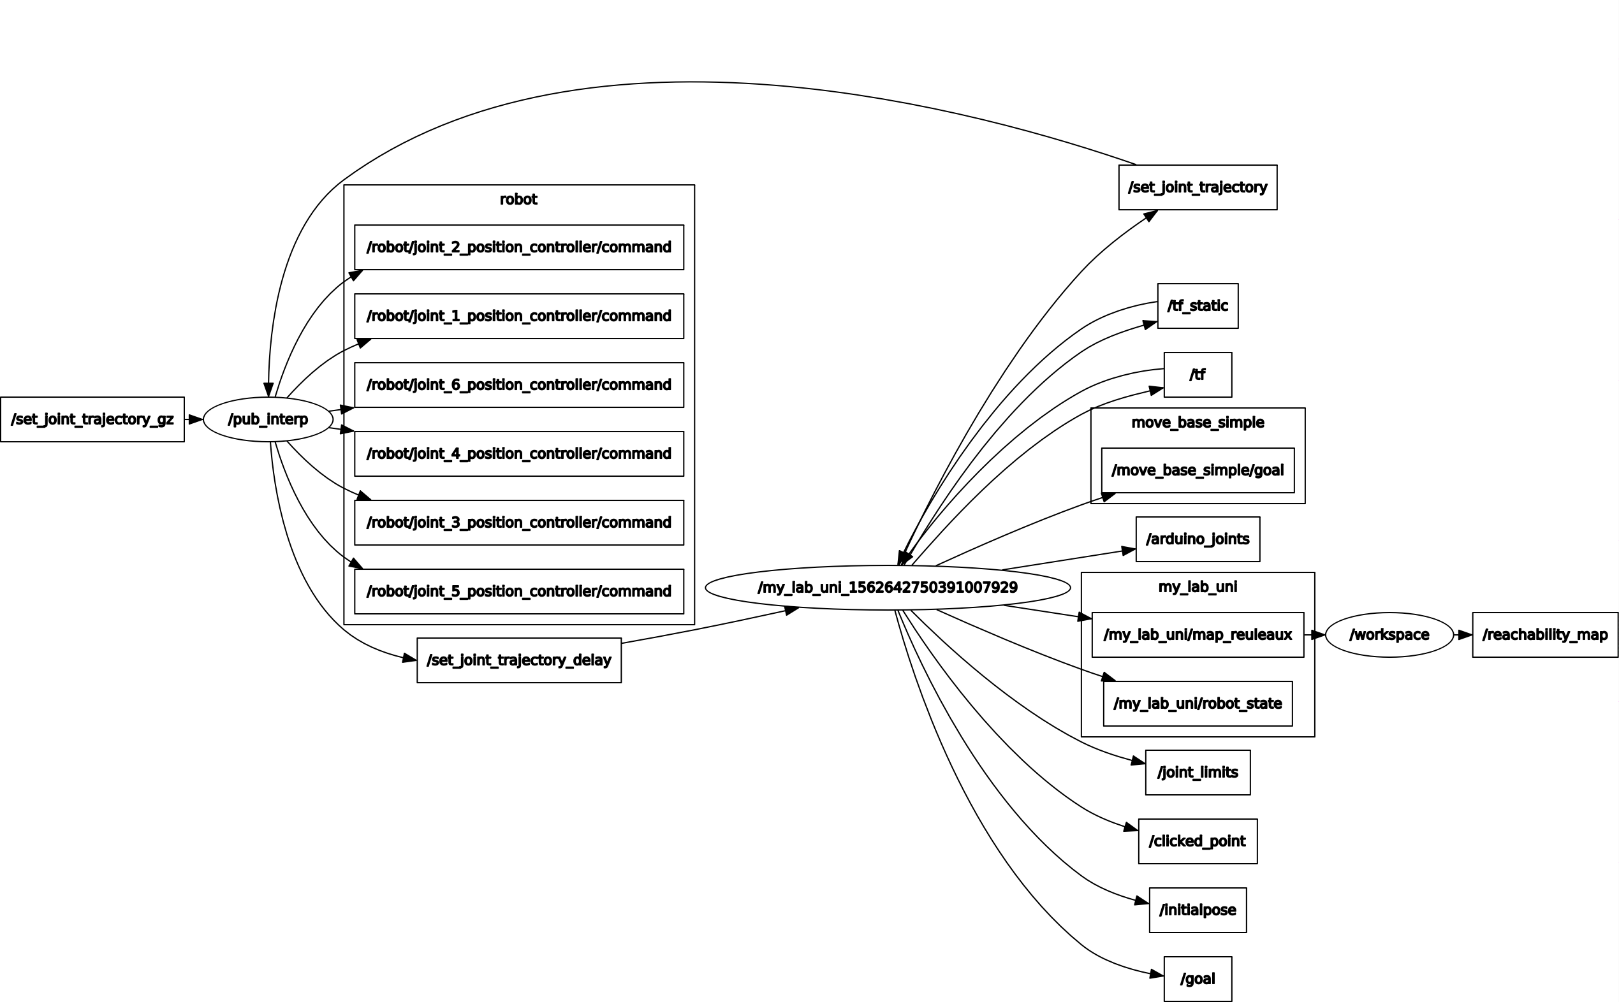 /set_joint_trajectory
robot
/robot/joint_2_position_controller/command
/tf_static
/robot/joint_1_position_controller/command
/tf
/robot/joint_6_position_controller/command
/set_joint_trajectory_gz
/pub_interp
move_base_simple
/robot/joint_4_position_controller/command
/move_base_simple/goal
/robot/joint_3_position_controller/command
/arduino_joints
/robot/joint_5_position_controller/command
/my_lab_uni_1562642750391007929
my_lab_uni
/my_lab_uni/map_reuleaux
/workspace
/reachability_map
/set_joint_trajectory_delay
/my_lab_uni/robot_state
/joint_limits
/clicked_point
/initialpose
/goal